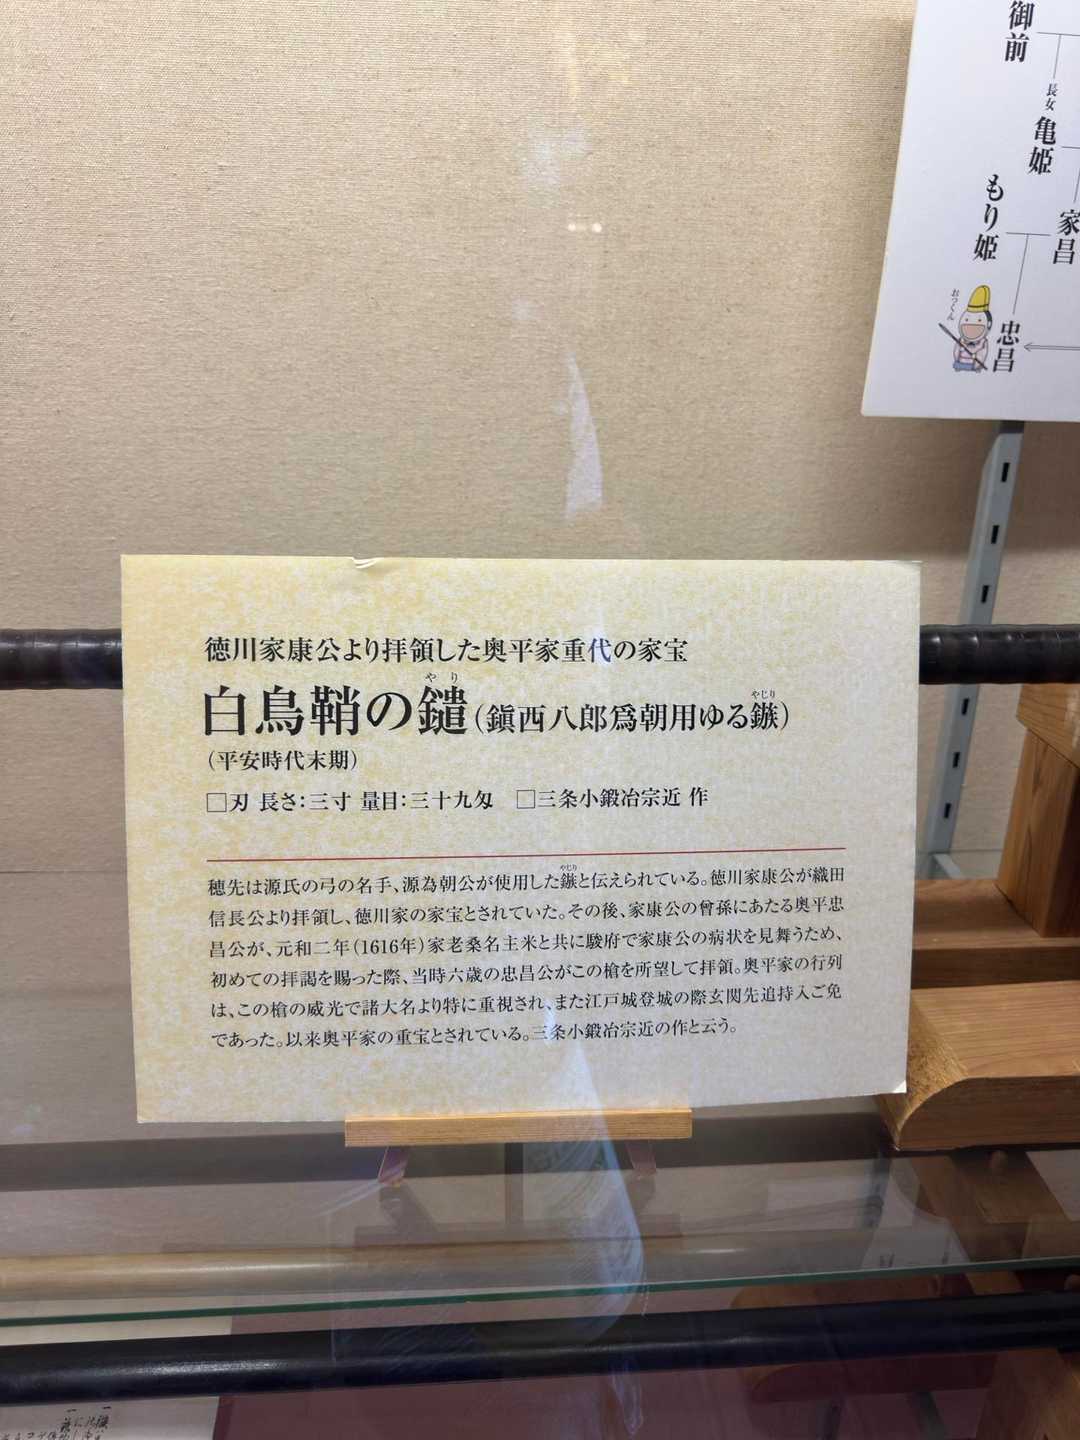 御前
長女 亀姫
家昌
もり姫
おっくん
忠昌
徳川家康公より拝領した奥平家重代の家宝
やり
白鳥鞘の鑓(鎭西八郎爲朝用ゆる鏃)
やじり
(平安時代末期)
□刃 長さ:三寸 量目:三十九匁 □三条小鍛冶宗近 作
やじり
穂先は源氏の弓の名手、源為朝公が使用した鏃と伝えられている。徳川家康公が織田
信長公より拝領し、徳川家の家宝とされていた。その後、家康公の曾孫にあたる奥平忠
昌公が、元和二年(1616年)家老桑名主米と共に駿府で家康公の病状を見舞うため、
初めての拝謁を賜った際、当時六歳の忠昌公がこの槍を所望して拝領。奥平家の行列
は、この槍の威光で諸大名より特に重視され、また江戸城登城の際玄関先追持入ご免
であった。以来奥平家の重宝とされている。三条小鍛冶宗近の作と云う。